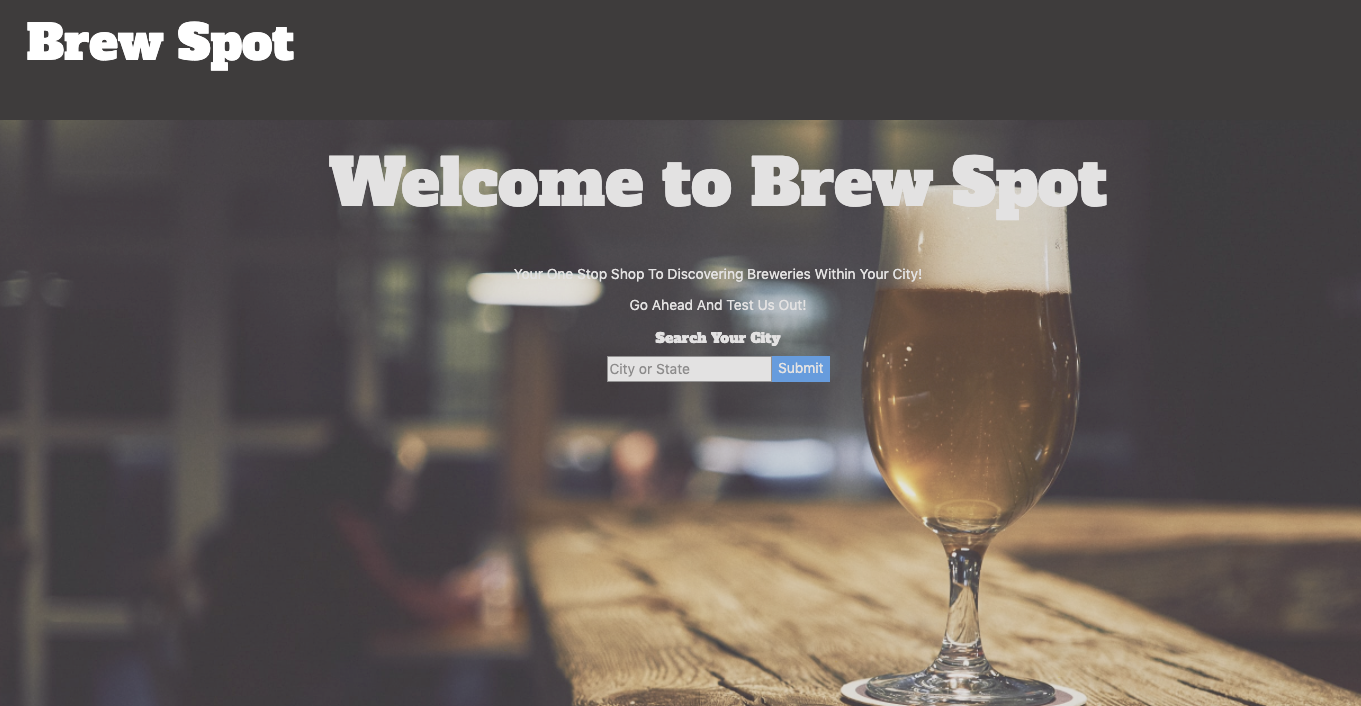 Brew Spot
Welcome to Brew Spot
Your One Stop Shop To Discovering Breweries Within Your City!
Go Ahead And Test Us Out!
Search Your City
City or State Submit